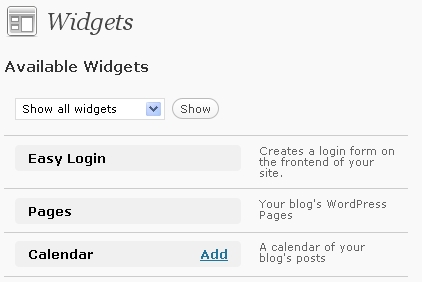 Widgets
Available Widgets
Show all widgets Show
Easy Login
Creates a login form on
the frontend of your
site.
Pages
Your blog's WordPress
Pages
Calendar Add
A calendar of your
blog's posts